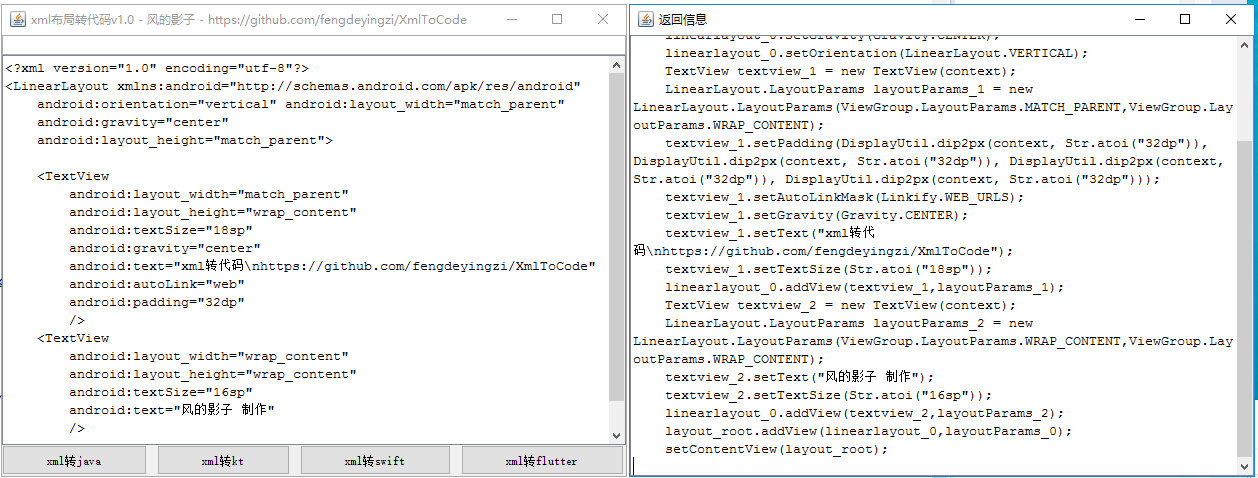 xml布局转代码v1.0 - 风的影子 - https://github.com/fengdeyingzi/XmlToCode
<?xml version="1.0" encoding="utf-8"?>
<LinearLayout xmlns:android="http://schemas.android.com/apk/res/android"
    android:orientation="vertical" android:layout_width="match_parent"
    android:gravity="center"
    android:layout_height="match_parent">
    <TextView
        android:layout_width="match_parent"
        android:layout_height="wrap_content"
        android:textSize="18sp"
        android:gravity="center"
        android:text="xml转代码\nhttps://github.com/fengdeyingzi/XmlToCode"
        android:autoLink="web"
        android:padding="32dp"
        />
    <TextView
        android:layout_width="wrap_content"
        android:layout_height="wrap_content"
        android:textSize="16sp"
        android:text="风的影子 制作"
        />
xml转java
xml转kt
xml转swift
xml转flutter
返回信息
    linearlayout_0.setGravity(Gravity.CENTER);
    linearlayout_0.setOrientation(LinearLayout.VERTICAL);
    TextView textview_1 = new TextView(context);
    LinearLayout.LayoutParams layoutParams_1 = new
LinearLayout.LayoutParams(ViewGroup.LayoutParams.MATCH_PARENT,ViewGroup.Lay
outParams.WRAP_CONTENT);
    textview_1.setPadding(DisplayUtil.dip2px(context, Str.atoi("32dp")),
DisplayUtil.dip2px(context, Str.atoi("32dp")), DisplayUtil.dip2px(context,
Str.atoi("32dp")), DisplayUtil.dip2px(context, Str.atoi("32dp")));
    textview_1.setAutoLinkMask(Linkify.WEB_URLS);
    textview_1.setGravity(Gravity.CENTER);
    textview_1.setText("xml转代
码\nhttps://github.com/fengdeyingzi/XmlToCode");
    textview_1.setTextSize(Str.atoi("18sp"));
    linearlayout_0.addView(textview_1,layoutParams_1);
    TextView textview_2 = new TextView(context);
    LinearLayout.LayoutParams layoutParams_2 = new
LinearLayout.LayoutParams(ViewGroup.LayoutParams.WRAP_CONTENT,ViewGroup.Lay
outParams.WRAP_CONTENT);
    textview_2.setText("风的影子 制作");
    textview_2.setTextSize(Str.atoi("16sp"));
    linearlayout_0.addView(textview_2,layoutParams_2);
    layout_root.addView(linearlayout_0,layoutParams_0);
    setContentView(layout_root);